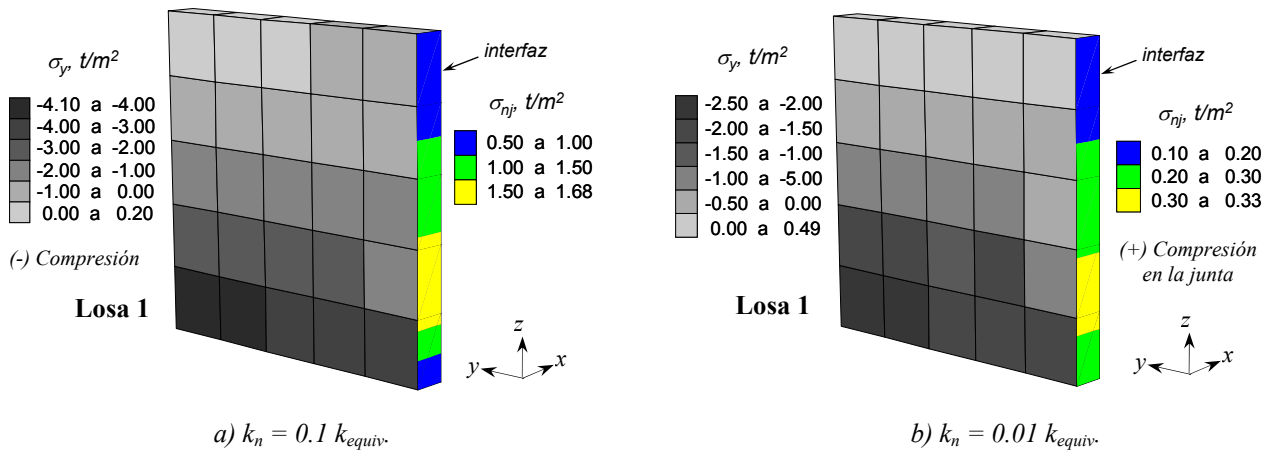 σy, t/m²
-4.10 a -4.00
-4.00 a -3.00
-3.00 a -2.00
-2.00 a -1.00
-1.00 a 0.00
0.00 a 0.20
(-) Compresión
Losa 1
interfaz
σnj, t/m²
0.50 a 1.00
1.00 a 1.50
1.50 a 1.68
z
y
x
a) kn = 0.1 kequiv.
σy, t/m²
-2.50 a -2.00
-2.00 a -1.50
-1.50 a -1.00
-1.00 a -5.00
-0.50 a 0.00
0.00 a 0.49
Losa 1
interfaz
σnj, t/m²
0.10 a 0.20
0.20 a 0.30
0.30 a 0.33
(+) Compresión
en la junta
z
y
x
b) kn = 0.01 kequiv.